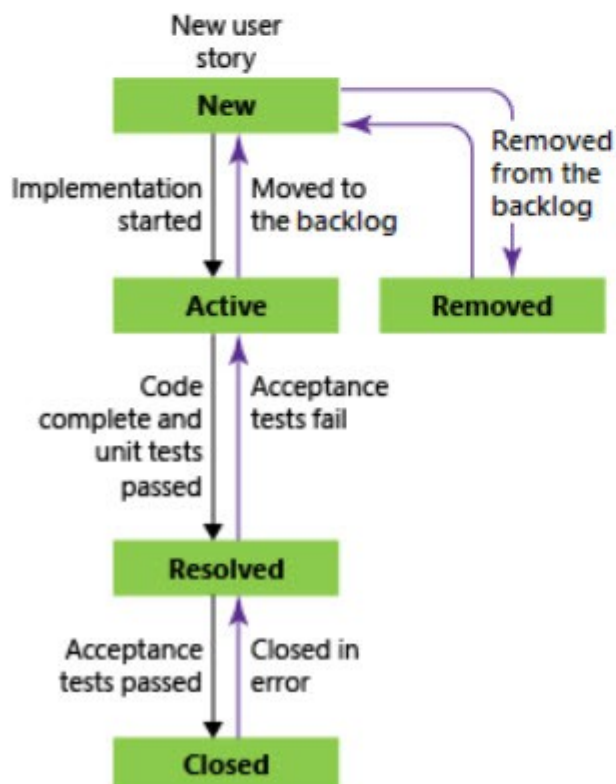 New user
story
New
Removed
from the
backlog
Implementation
started
Moved to
the backlog
Active
Removed
Code
complete and
unit tests
passed
Acceptance
tests fail
Resolved
Acceptance
tests passed
Closed in
error
Closed